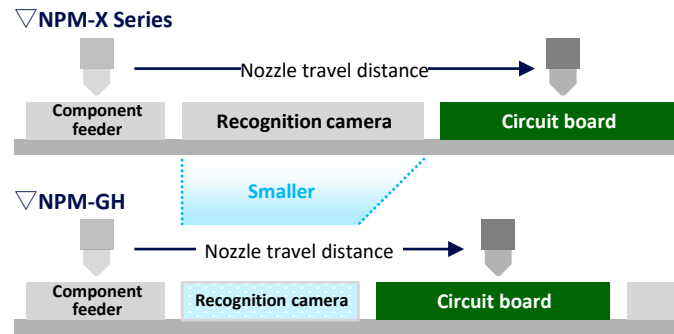 ▽NPM-X Series
Nozzle travel distance
Component
feeder
Recognition camera
Circuit board
Smaller
▽NPM-GH
Nozzle travel distance
Component
feeder
Recognition camera
Circuit board